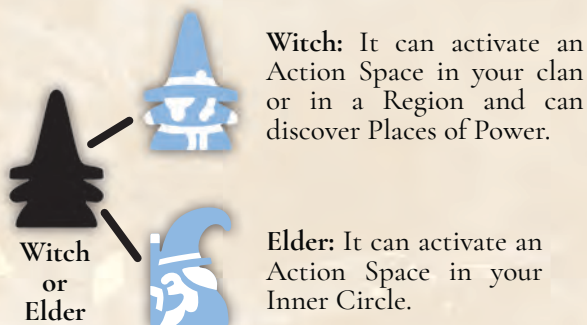 Witch: It can activate an
Action Space in your clan
or in a Region and can
discover Places of Power.
Witch
or
Elder
Elder: It can activate an
Action Space in your
Inner Circle.